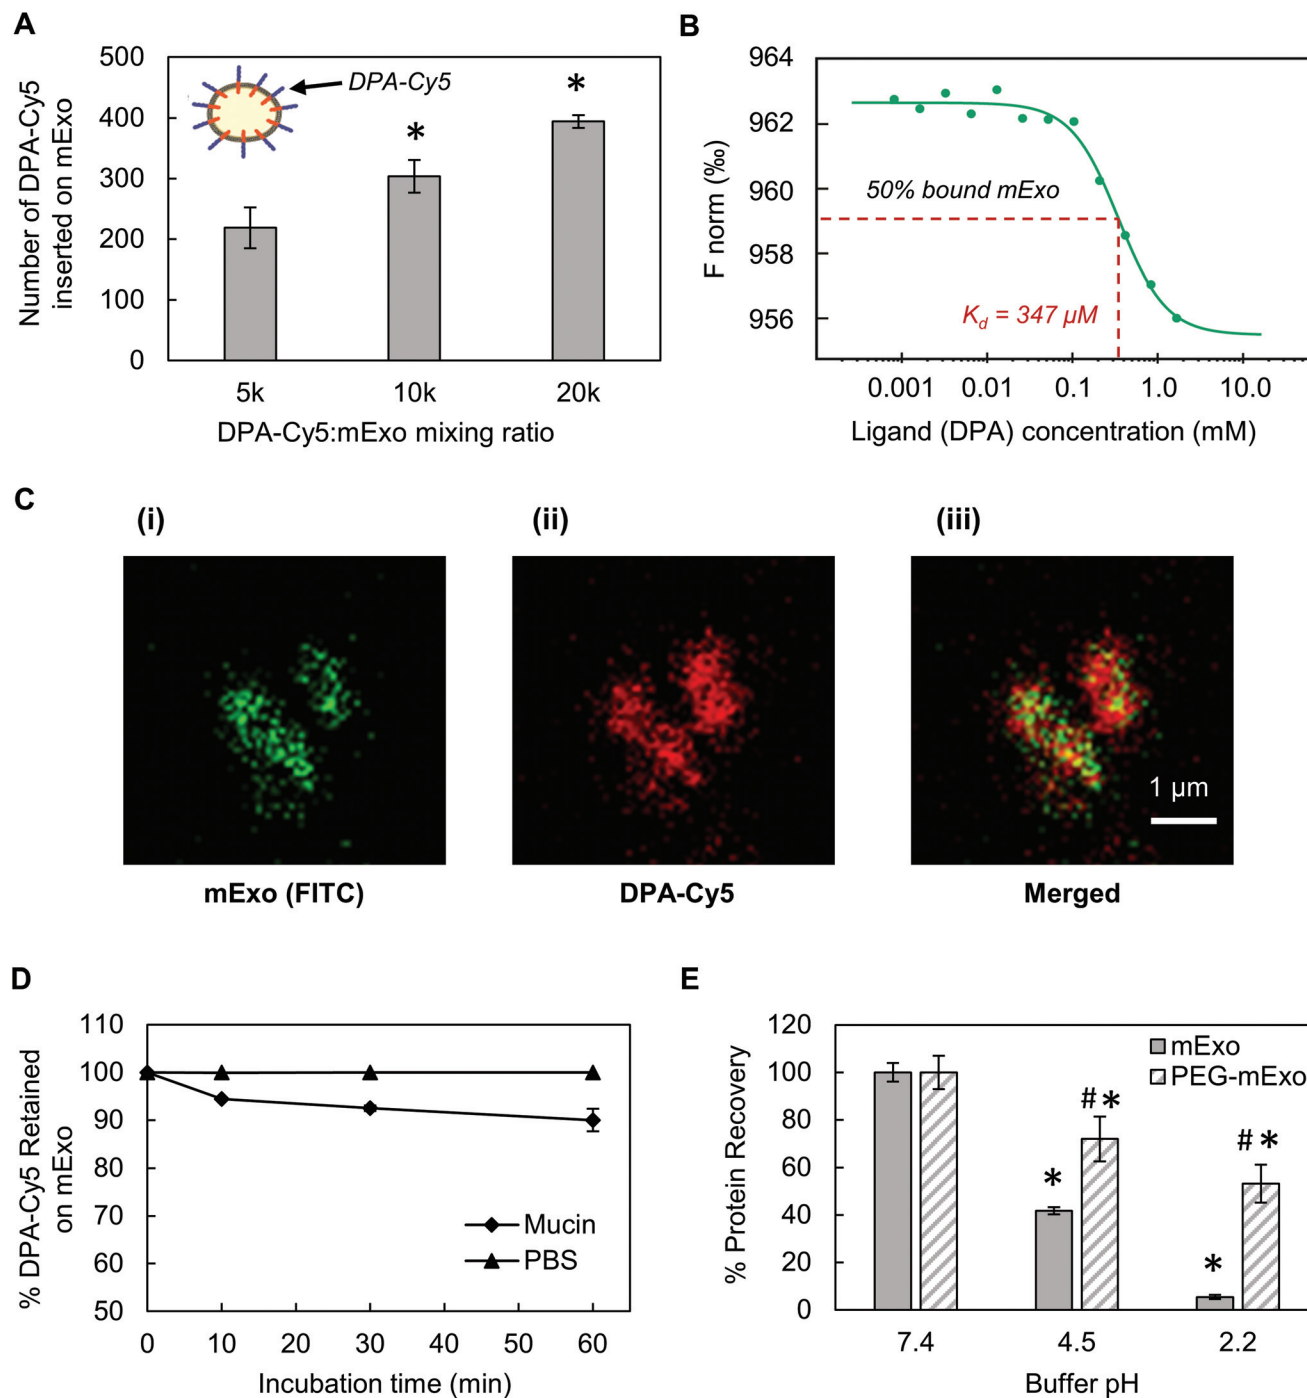 A
500
400
300
200
100
0
Number of DPA-Cy5
inserted on mExo
DPA-Cy5
*
*
5k
10k
20k
DPA-Cy5:mExo mixing ratio
B
964
962
960
958
956
F norm (‰)
50% bound mExo
Kd = 347 µM
0.001
0.01
0.1
1.0
10.0
Ligand (DPA) concentration (mM)
C
(i)
(ii)
(iii)
1 µm
mExo (FITC)
DPA-Cy5
Merged
D
110
100
90
80
70
60
50
% DPA-Cy5 Retained
on mExo
Mucin
PBS
0
10
20
30
40
50
60
Incubation time (min)
E
120
100
80
60
40
20
0
% Protein Recovery
mExo
PEG-mExo
*
#*
*
#*
7.4
4.5
2.2
Buffer pH